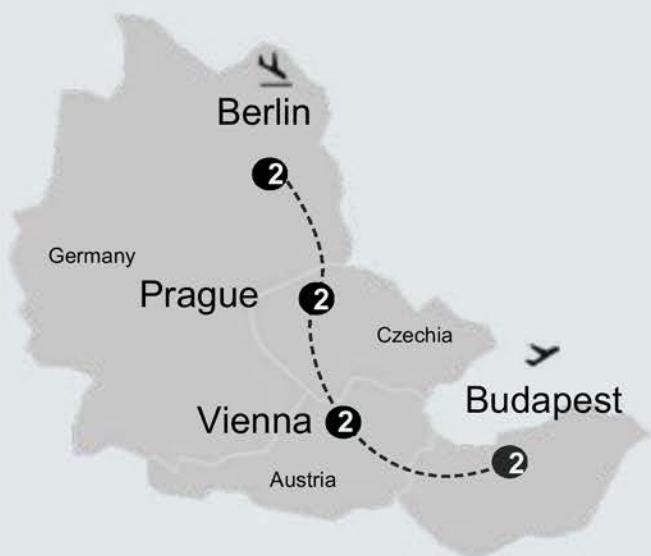 Berlin
2
Germany
Prague
2
Czechia
Budapest
Vienna
2
2
Austria